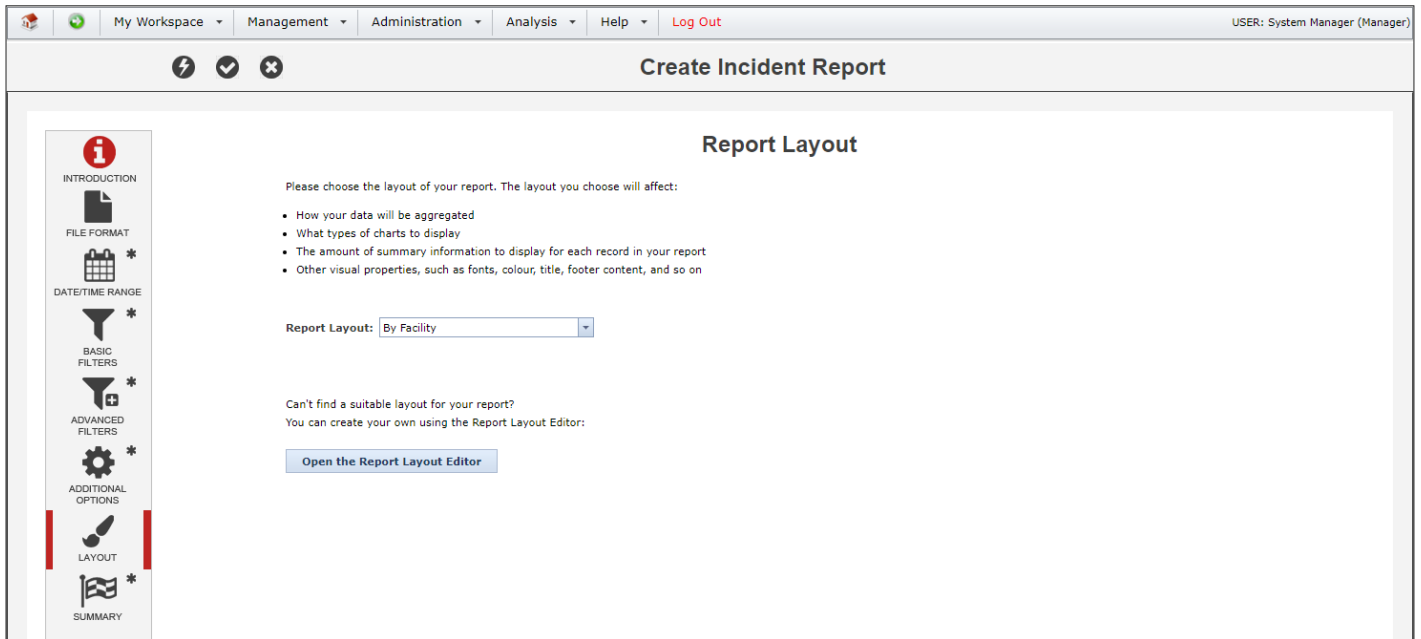 My Workspace Management Administration Analysis Help Log Out USER: System Manager (Manager)
Create Incident Report
Report Layout
INTRODUCTION
FILE FORMAT
DATE/TIME RANGE
BASIC
FILTERS
ADVANCED
FILTERS
ADDITIONAL
OPTIONS
LAYOUT
SUMMARY
Please choose the layout of your report. The layout you choose will affect:
• How your data will be aggregated
• What types of charts to display
• The amount of summary information to display for each record in your report
• Other visual properties, such as fonts, colour, title, footer content, and so on
Report Layout: By Facility
Can't find a suitable layout for your report?
You can create your own using the Report Layout Editor:
Open the Report Layout Editor